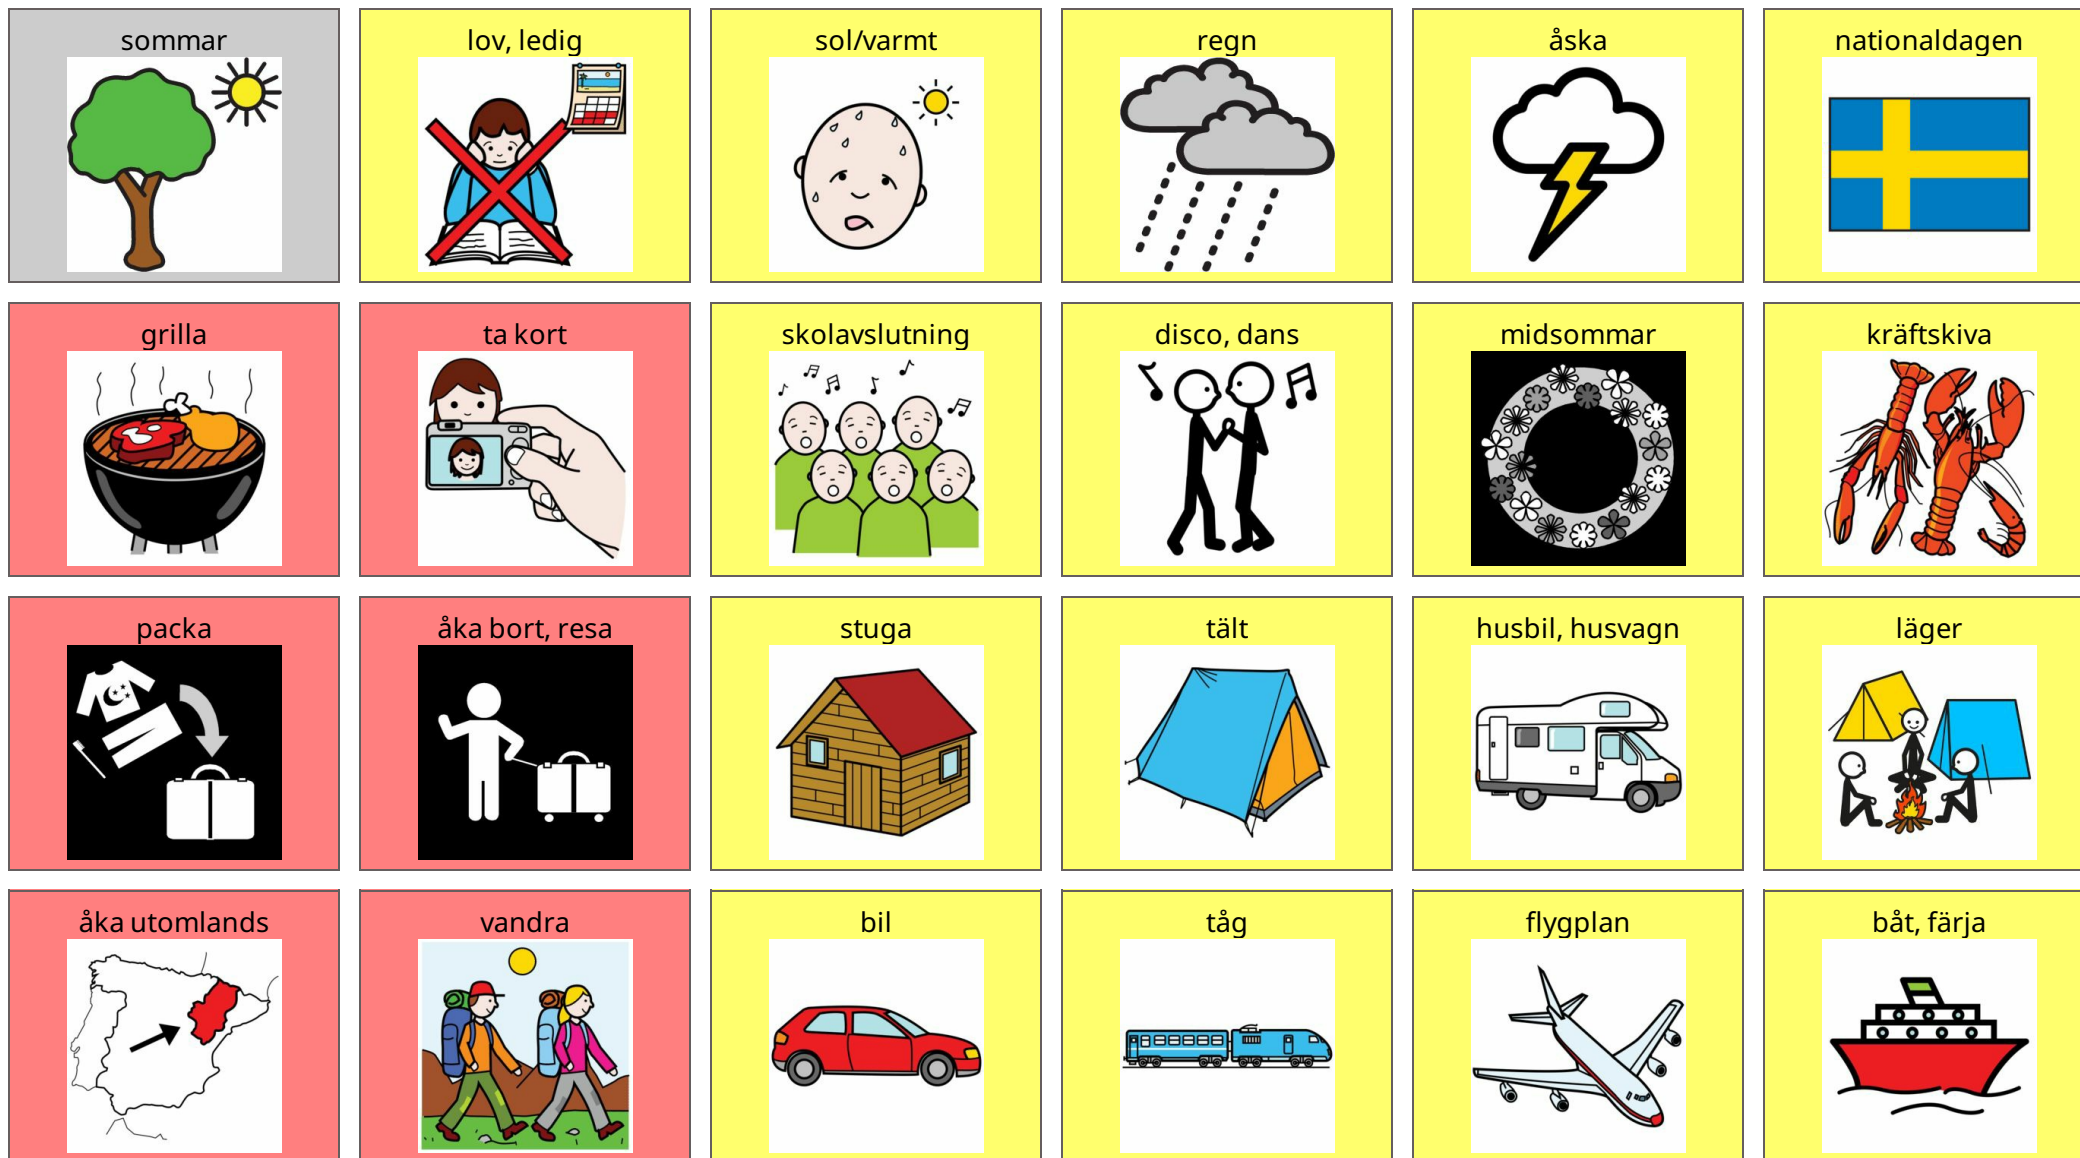 sommar
lov, ledig
sol/varmt
regn
åska
nationaldagen
grilla
ta kort
skolavslutning
disco, dans
midsommar
kräftskiva
packa
åka bort, resa
stuga
tält
husbil, husvagn
läger
åka utomlands
vandra
bil
tåg
flygplan
båt, färja